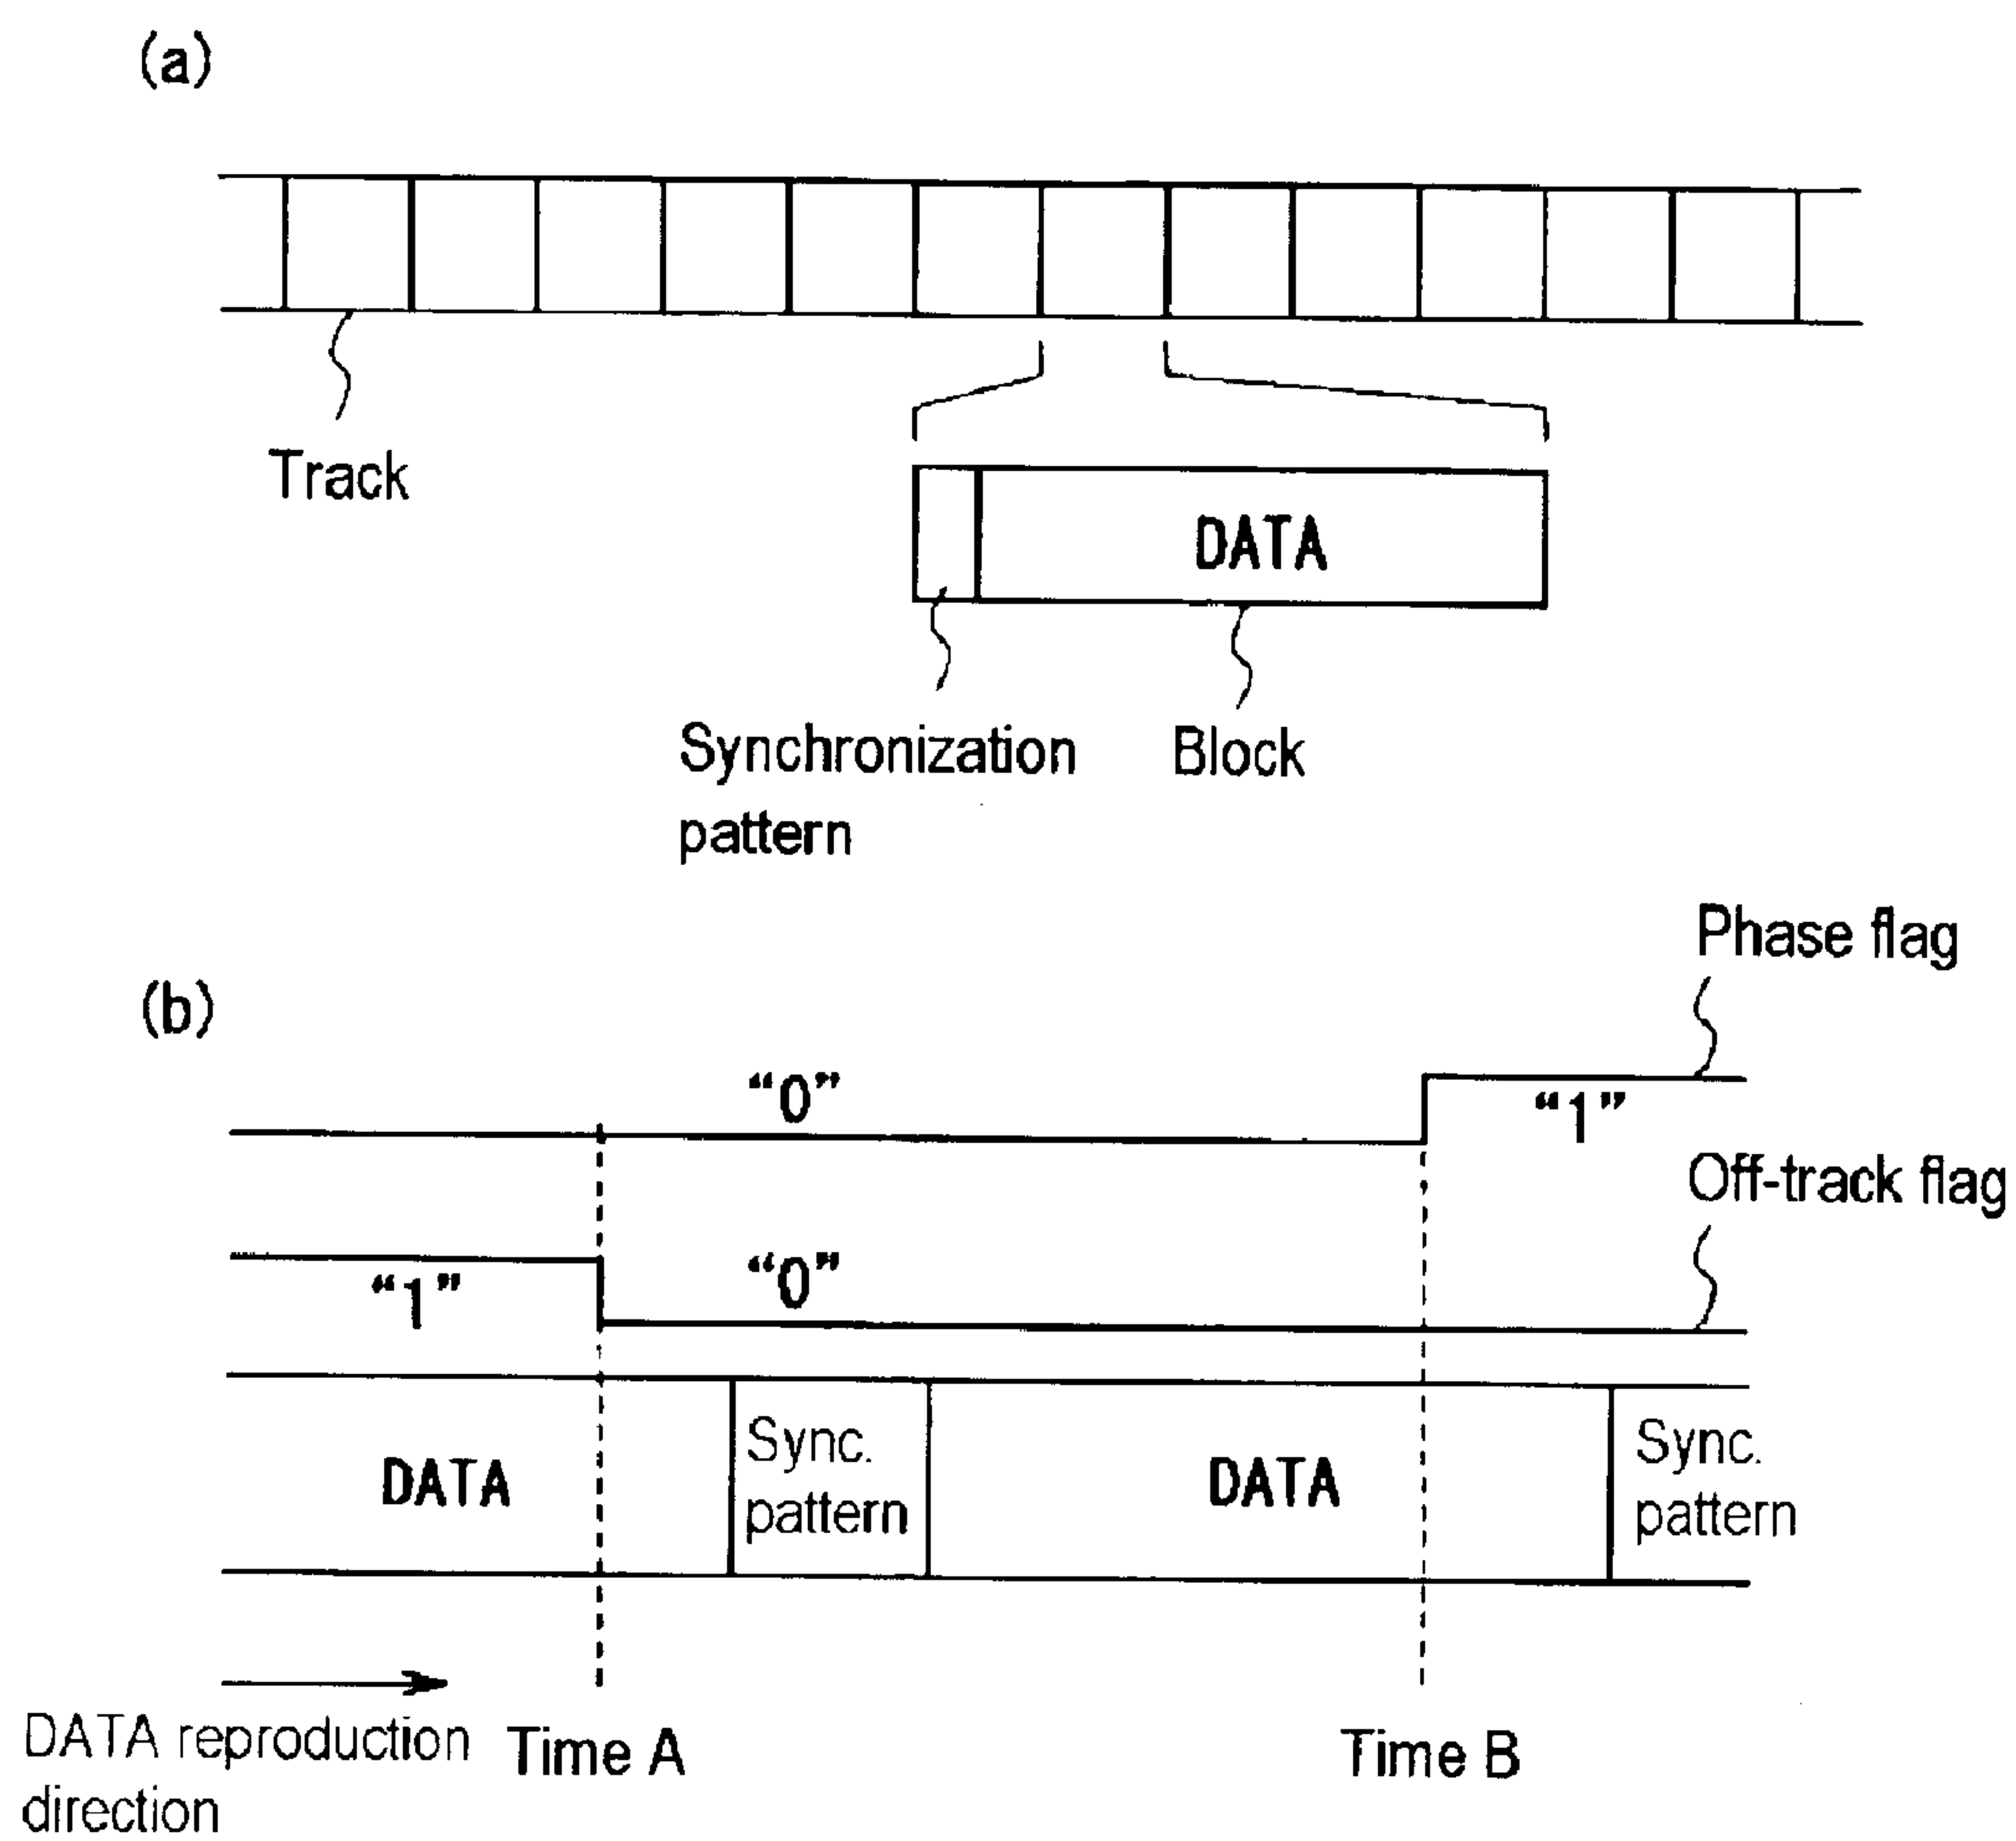 (a)
Track
DATA
Synchronization
pattern
Block
(b)
Phase flag
“0”
“1”
Off-track flag
“1”
“0”
DATA
Sync.
pattern
DATA
Sync.
pattern
DATA reproduction
direction
Time A
Time B